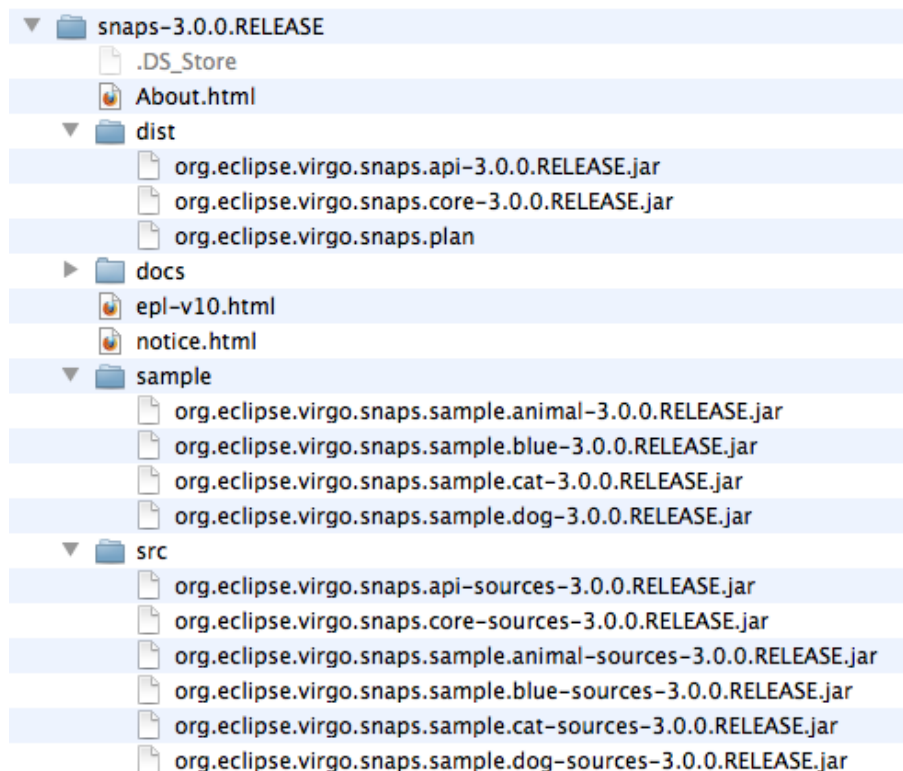 snaps-3.0.0.RELEASE
.DS_Store
About.html
dist
org.eclipse.virgo.snaps.api-3.0.0.RELEASE.jar
org.eclipse.virgo.snaps.core-3.0.0.RELEASE.jar
org.eclipse.virgo.snaps.plan
docs
epl-v10.html
notice.html
sample
org.eclipse.virgo.snaps.sample.animal-3.0.0.RELEASE.jar
org.eclipse.virgo.snaps.sample.blue-3.0.0.RELEASE.jar
org.eclipse.virgo.snaps.sample.cat-3.0.0.RELEASE.jar
org.eclipse.virgo.snaps.sample.dog-3.0.0.RELEASE.jar
src
org.eclipse.virgo.snaps.api-sources-3.0.0.RELEASE.jar
org.eclipse.virgo.snaps.core-sources-3.0.0.RELEASE.jar
org.eclipse.virgo.snaps.sample.animal-sources-3.0.0.RELEASE.jar
org.eclipse.virgo.snaps.sample.blue-sources-3.0.0.RELEASE.jar
org.eclipse.virgo.snaps.sample.cat-sources-3.0.0.RELEASE.jar
org.eclipse.virgo.snaps.sample.dog-sources-3.0.0.RELEASE.jar